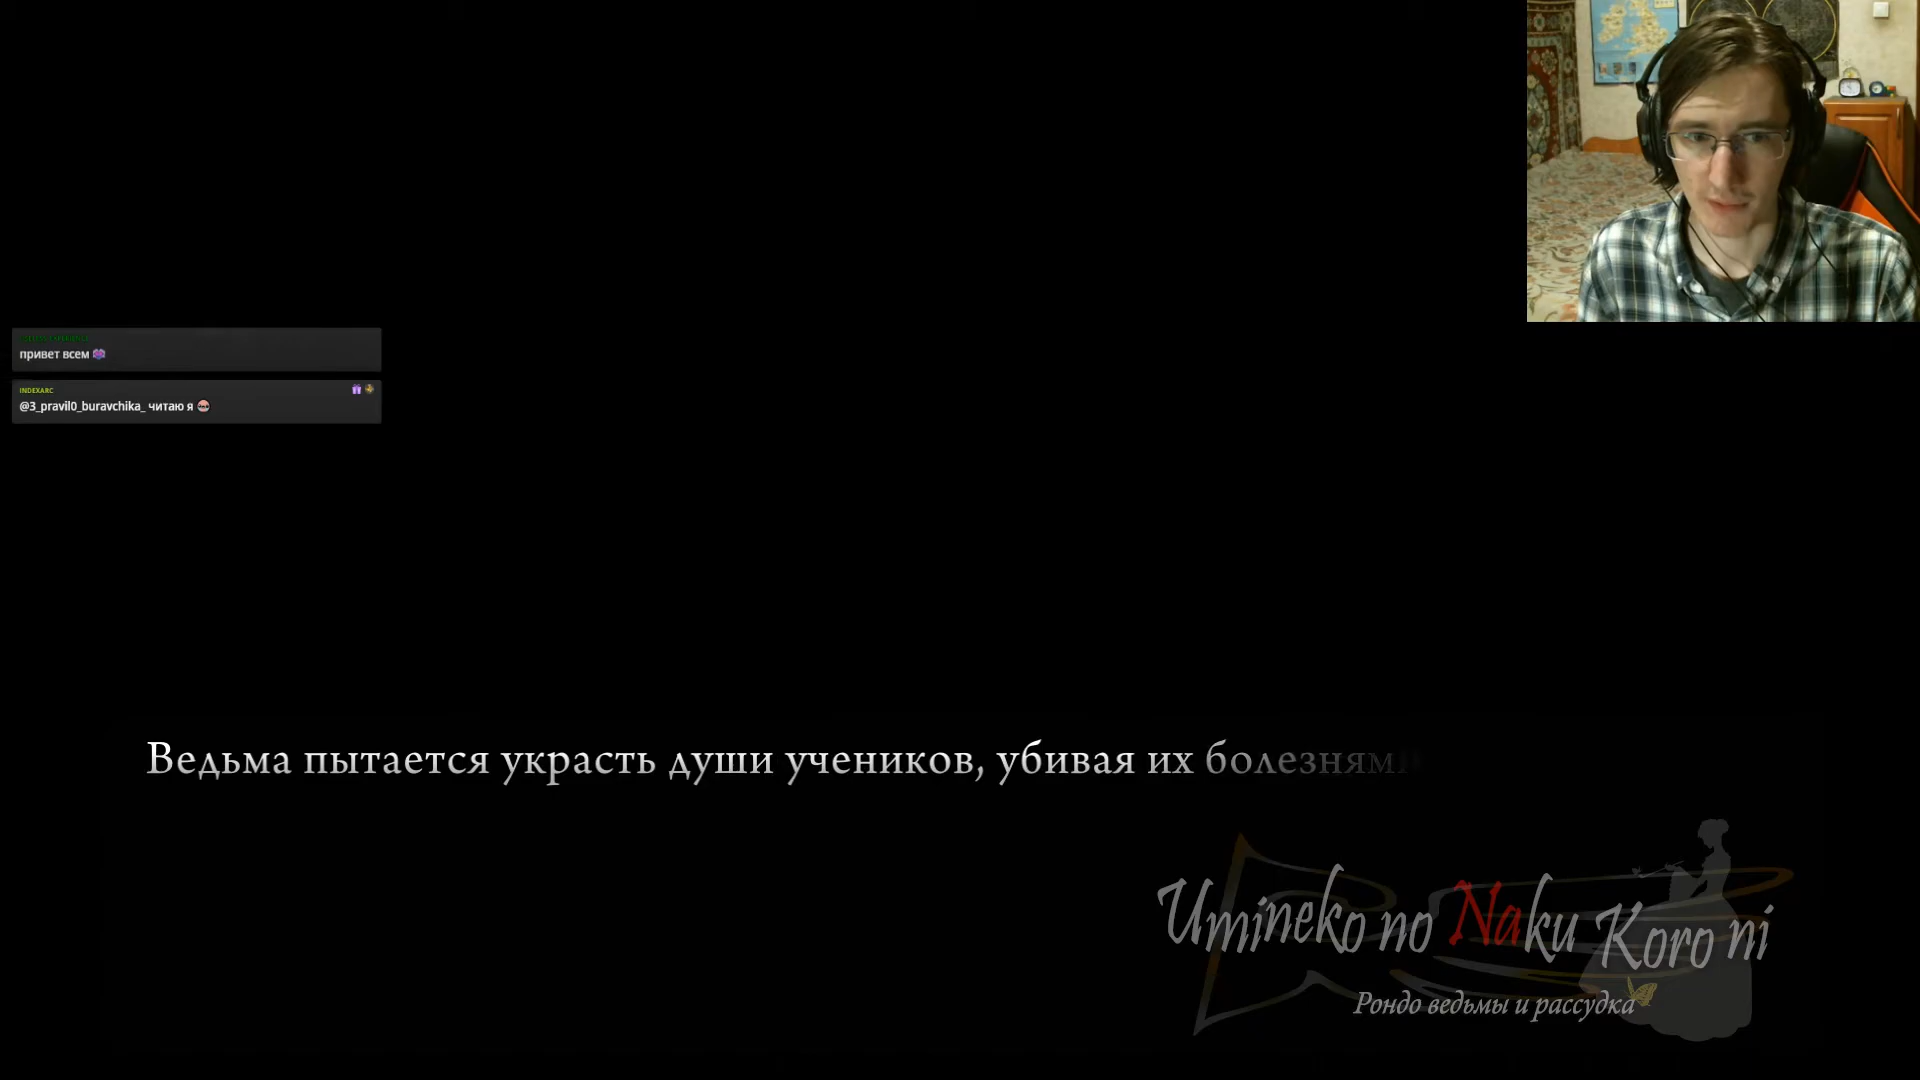 привет всем
INDEXARC
@3_pravil0_buravchika_ читаю я
Ведьма пытается украсть души учеников, убивая их болезням
Umineko no Naku Koro ni
Рондо ведьмы и рассудка